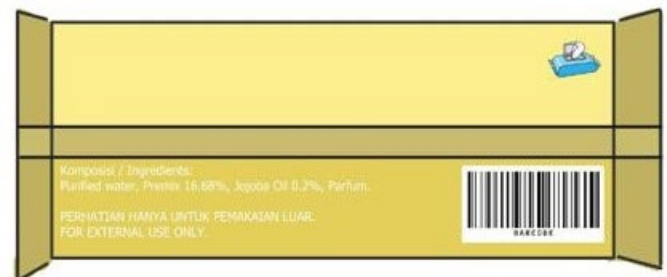 Komposisi / Ingredients:
Purified water, Premix 16.68%, Jojoba Oil 0.2%, Parfum.
PERHATIAN HANYA UNTUK PEMAKAIAN LUAR.
FOR EXTERNAL USE ONLY.
BARCODE